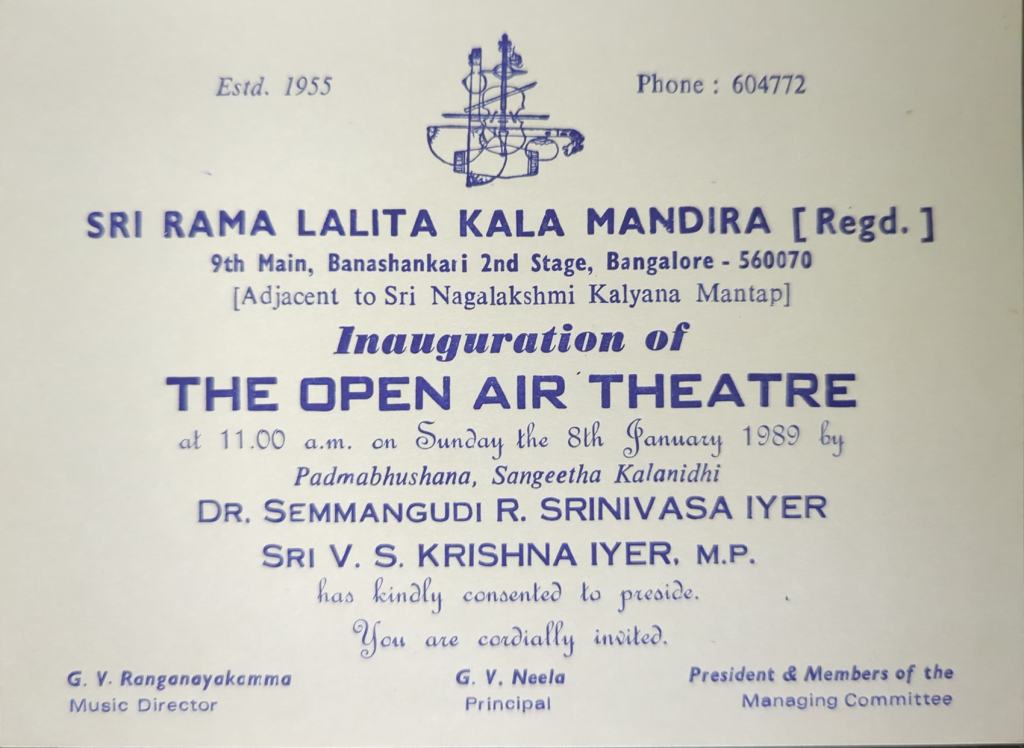 Estd. 1955
Phone : 604772
SRI RAMA LALITA KALA MANDIRA [ Regd. ]
9th Main, Banashankari 2nd Stage, Bangalore - 560070
[Adjacent to Sri Nagalakshmi Kalyana Mantap]
Inauguration of
THE OPEN AIR THEATRE
at 11.00 a.m. on Sunday the 8th January 1989 by
Padmabhushana, Sangeetha Kalanidhi
DR. SEMMANGUDI R. SRINIVASA IYER
SRI V. S. KRISHNA IYER, M.P.
has kindly consented to preside.
You are cordially invited.
G. V. Ranganayakamma
Music Director
G. V. Neela
Principal
President & Members of the
Managing Committee